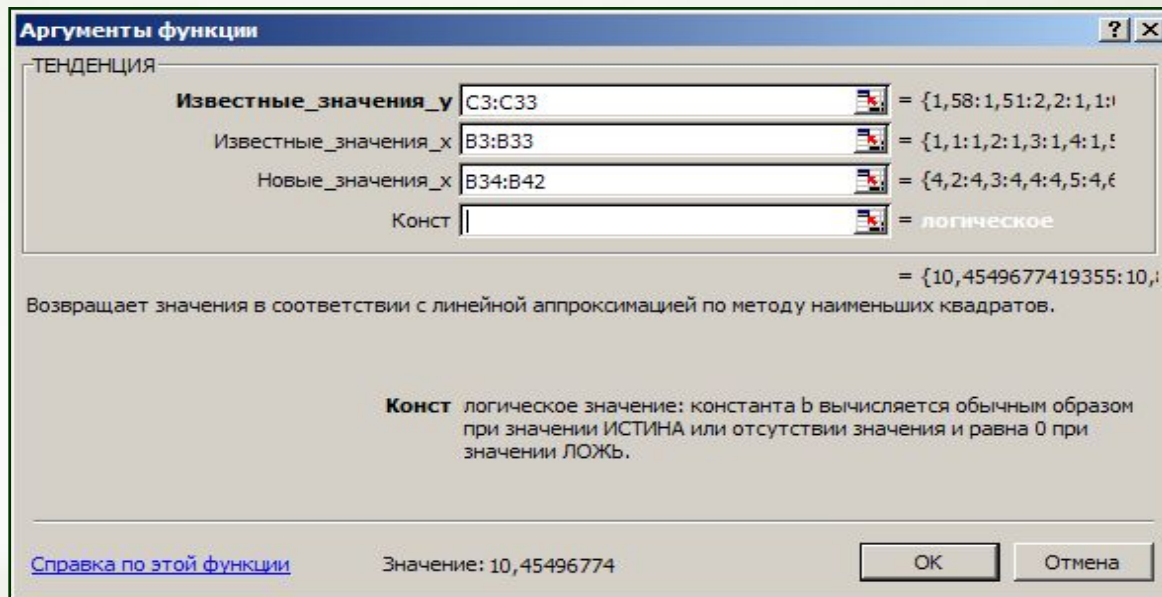 Аргументы функции
ТЕНДЕНЦИЯ
Известные_значения_y C3:C33 = {1,58:1,51:2,2:1,1:
Известные_значения_x B3:B33 = {1,1:1,2:1,3:1,4:1,5
Новые_значения_x B34:B42 = {4,2:4,3:4,4:4,5:4,6
Конст = логическое
= {10,4549677419355:10,
Возвращает значения в соответствии с линейной аппроксимацией по методу наименьших квадратов.
Конст логическое значение: константа b вычисляется обычным образом
при значении ИСТИНА или отсутствии значения и равна 0 при
значении ЛОЖЬ.
Справка по этой функции Значение: 10,45496774 OK Отмена